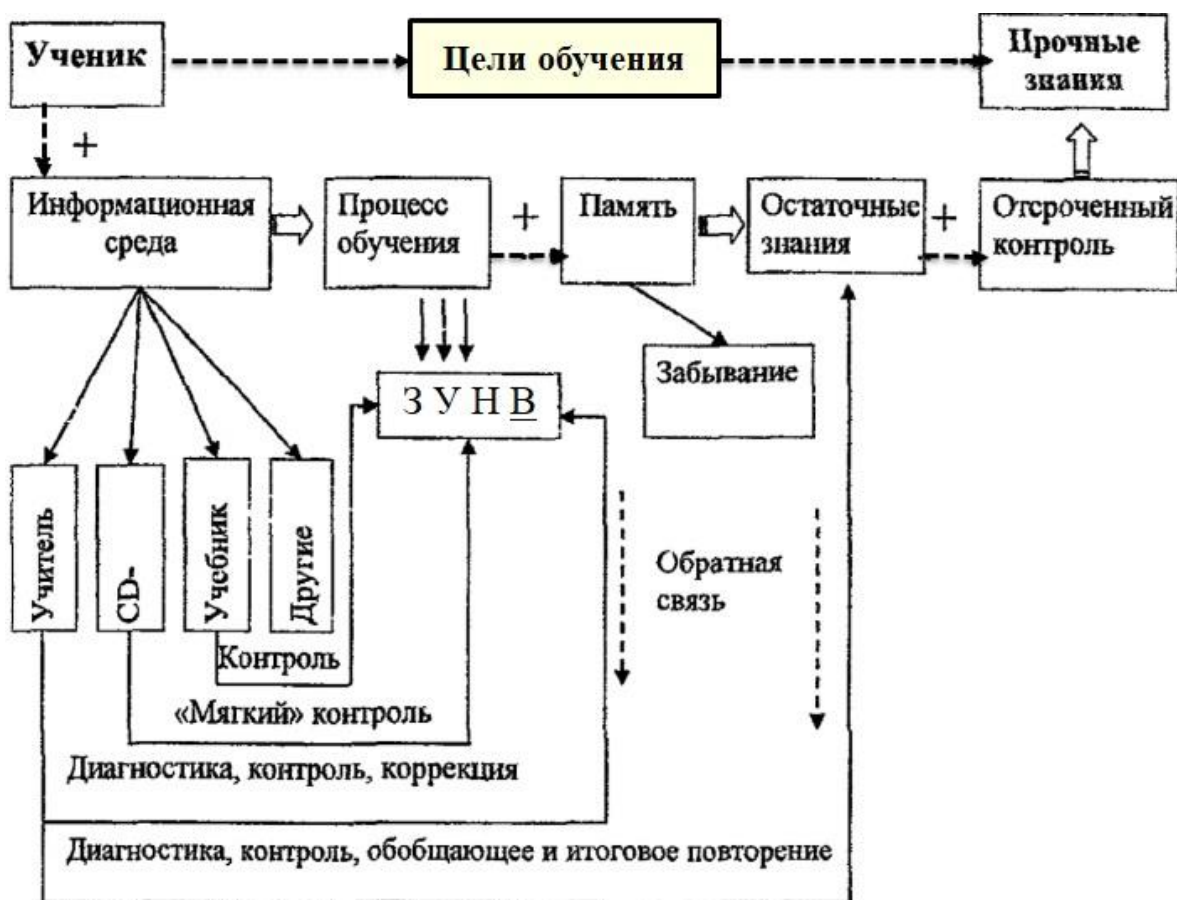 Ученик
Цели обучения
Прочные
знания
+
Информационная
среда
Процесс
обучения
+
Память
Остаточные
знания
+
Отсроченный
контроль
Забывание
З У Н В
Учитель
CD-
Учебник
Другие
Обратная
связь
Контроль
«Мягкий» контроль
Диагностика, контроль, коррекция
Диагностика, контроль, обобщающее и итоговое повторение